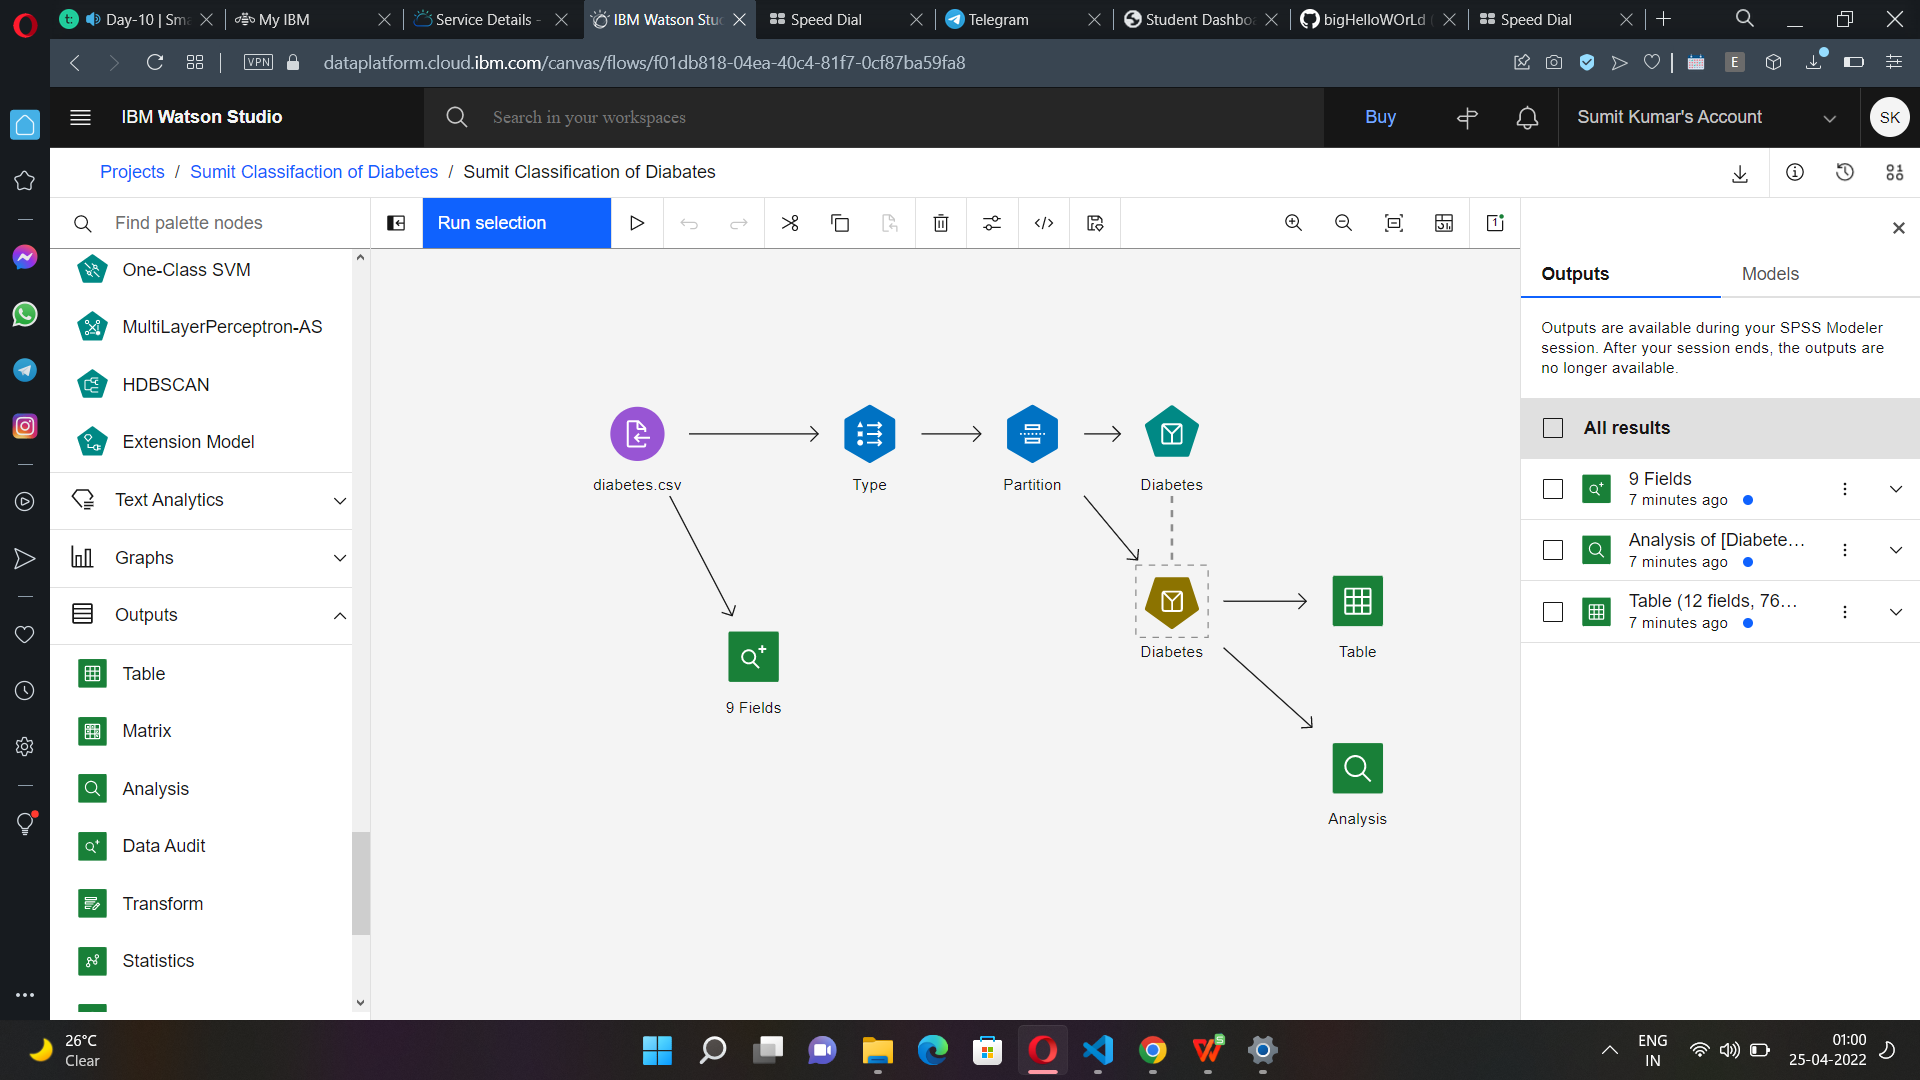 Day-10 | Sma
My IBM
Service Details -
IBM Watson Stud
Speed Dial
Telegram
Student Dashboa
bigHelloWOrLd (
Speed Dial
VPN
dataplatform.cloud.ibm.com/canvas/flows/f01db818-04ea-40c4-81f7-0cf87ba59fa8
E
IBM Watson Studio
Search in your workspaces
Buy
Sumit Kumar's Account
SK
Projects / Sumit Classifaction of Diabetes / Sumit Classification of Diabates
Find palette nodes
Run selection
1
One-Class SVM
MultiLayerPerceptron-AS
HDBSCAN
Extension Model
Text Analytics
Graphs
Outputs
Table
Matrix
Analysis
Data Audit
Transform
Statistics
diabetes.csv
Type
Partition
Diabetes
9 Fields
Diabetes
Table
Analysis
Outputs
Models
Outputs are available during your SPSS Modeler
session. After your session ends, the outputs are
no longer available.
All results
9 Fields
7 minutes ago
Analysis of [Diabete...
7 minutes ago
Table (12 fields, 76...
7 minutes ago
26°C
Clear
ENG
IN
01:00
25-04-2022